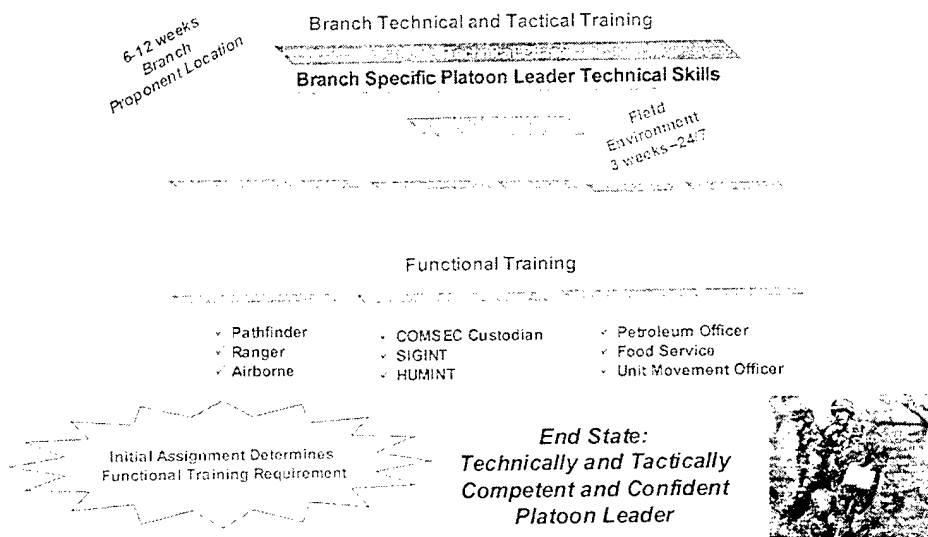 Branch Technical and Tactical Training
6-12 weeks
Branch
Proponent Location
Branch Specific Platoon Leader Technical Skills
Field
Environment
3 weeks–24/7
Functional Training
✓ Pathfinder
✓ Ranger
✓ Airborne
✓ COMSEC Custodian
✓ SIGINT
✓ HUMINT
✓ Petroleum Officer
✓ Food Service
✓ Unit Movement Officer
Initial Assignment Determines
Functional Training Requirement
End State:
Technically and Tactically
Competent and Confident
Platoon Leader